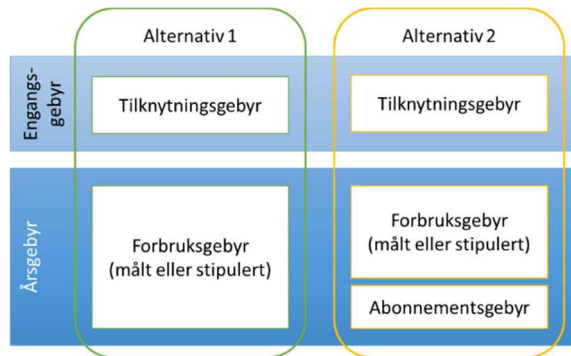 Alternativ 1
Alternativ 2
Engangs-
gebyr
Tilknytningsgebyr
Tilknytningsgebyr
Årsgebyr
Forbruksgebyr
(målt eller stipulert)
Forbruksgebyr
(målt eller stipulert)
Abonnementsgebyr